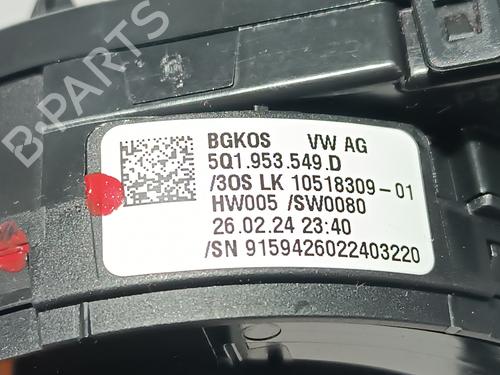 B-PARTS
BGKOS VW AG
5Q1.953.549.D
/3OS LK 10518309-01
HW005 /SW0080
26.02.24 23:40
/SN 9159426022403220